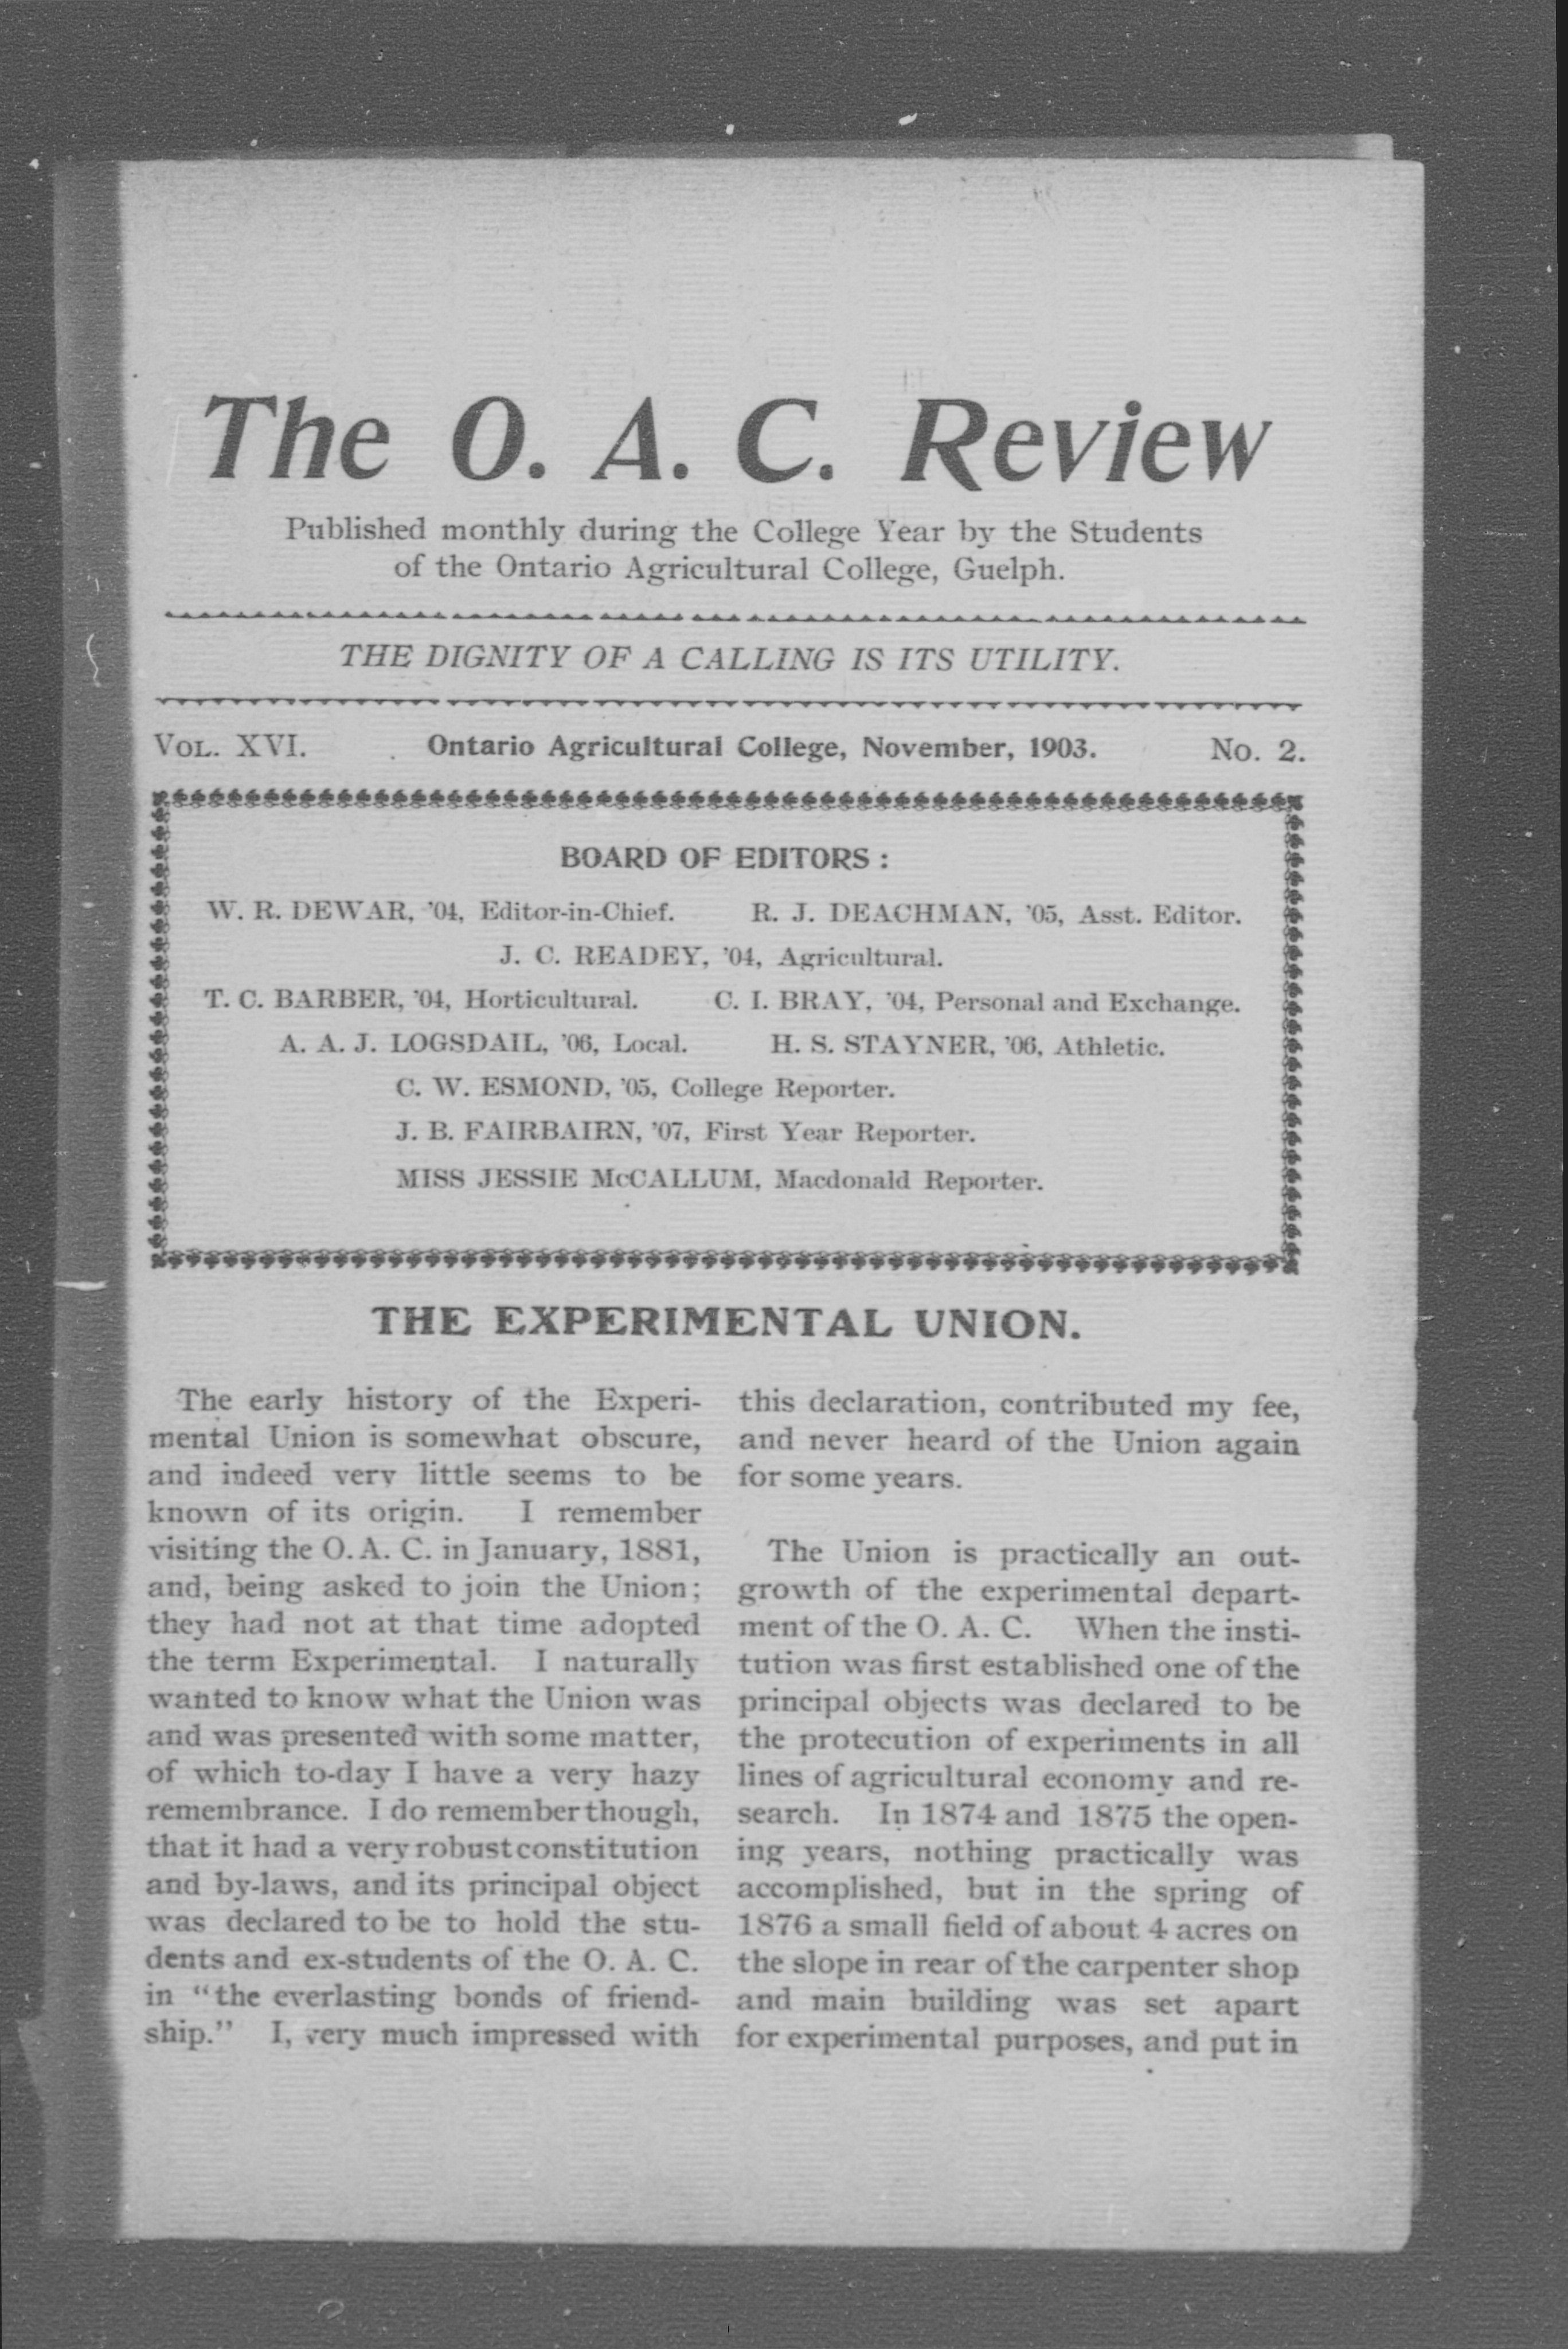 The O. A. C. Review
Published monthly during the College Year by the Students
of the Ontario Agricultural College, Guelph.
THE DIGNITY OF A CALLING IS ITS UTILITY.
VOL. XVI. Ontario Agricultural College, November, 1903. No. 2.
BOARD OF EDITORS :
W. R. DEWAR, '04, Editor-in-Chief. R. J. DEACHMAN, '05, Asst. Editor.
J. C. READEY, '04, Agricultural.
T. C. BARBER, '04, Horticultural. C. I. BRAY, '04, Personal and Exchange.
A. A. J. LOGSDAIL, '06, Local. H. S. STAYNER, '06, Athletic.
C. W. ESMOND, '05, College Reporter.
J. B. FAIRBAIRN, '07, First Year Reporter.
MISS JESSIE McCALLUM, Macdonald Reporter.
THE EXPERIMENTAL UNION.
The early history of the Experi-
mental Union is somewhat obscure,
and indeed very little seems to be
known of its origin. I remember
visiting the O. A. C. in January, 1881,
and, being asked to join the Union;
they had not at that time adopted
the term Experimental. I naturally
wanted to know what the Union was
and was presented with some matter,
of which to-day I have a very hazy
remembrance. I do remember though,
that it had a very robust constitution
and by-laws, and its principal object
was declared to be to hold the stu-
dents and ex-students of the O. A. C.
in "the everlasting bonds of friend-
ship." I, very much impressed with
this declaration, contributed my fee,
and never heard of the Union again
for some years.
The Union is practically an out-
growth of the experimental depart-
ment of the O. A. C. When the insti-
tution was first established one of the
principal objects was declared to be
the protecution of experiments in all
lines of agricultural economy and re-
search. In 1874 and 1875 the open-
ing years, nothing practically was
accomplished, but in the spring of
1876 a small field of about 4 acres on
the slope in rear of the carpenter shop
and main building was set apart
for experimental purposes, and put in